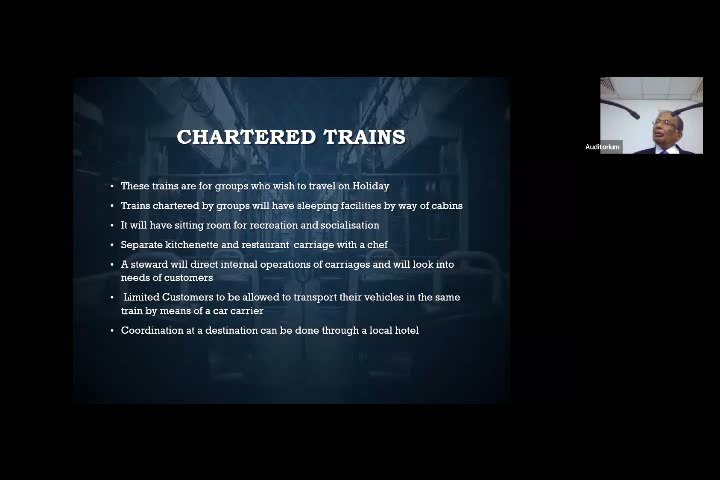 CHARTERED TRAINS
• These trains are for groups who wish to travel on Holiday
• Trains chartered by groups will have sleeping facilities by way of cabins
• It will have sitting room for recreation and socialisation
• Separate kitchenette and restaurant carriage with a chef
• A steward will direct internal operations of carriages and will look into
needs of customers
• Limited Customers to be allowed to transport their vehicles in the same
train by means of a car carrier
• Coordination at a destination can be done through a local hotel
Auditorium